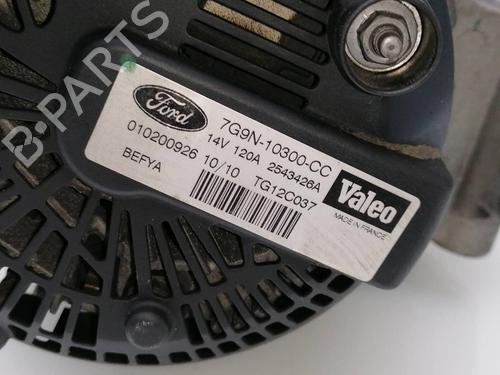 B-PARTS
Ford
7G9N-10300-CC
14V 120A 2543426A
010200926 10/10 TG12C037
BEFYA
Valeo
MADE IN FRANCE